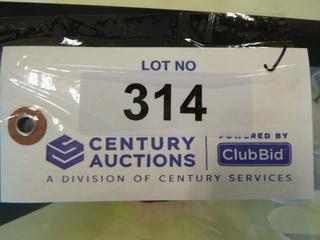 LOT NO
314
CENTURY AUCTIONS
POWERED BY
ClubBid
A DIVISION OF CENTURY SERVICES